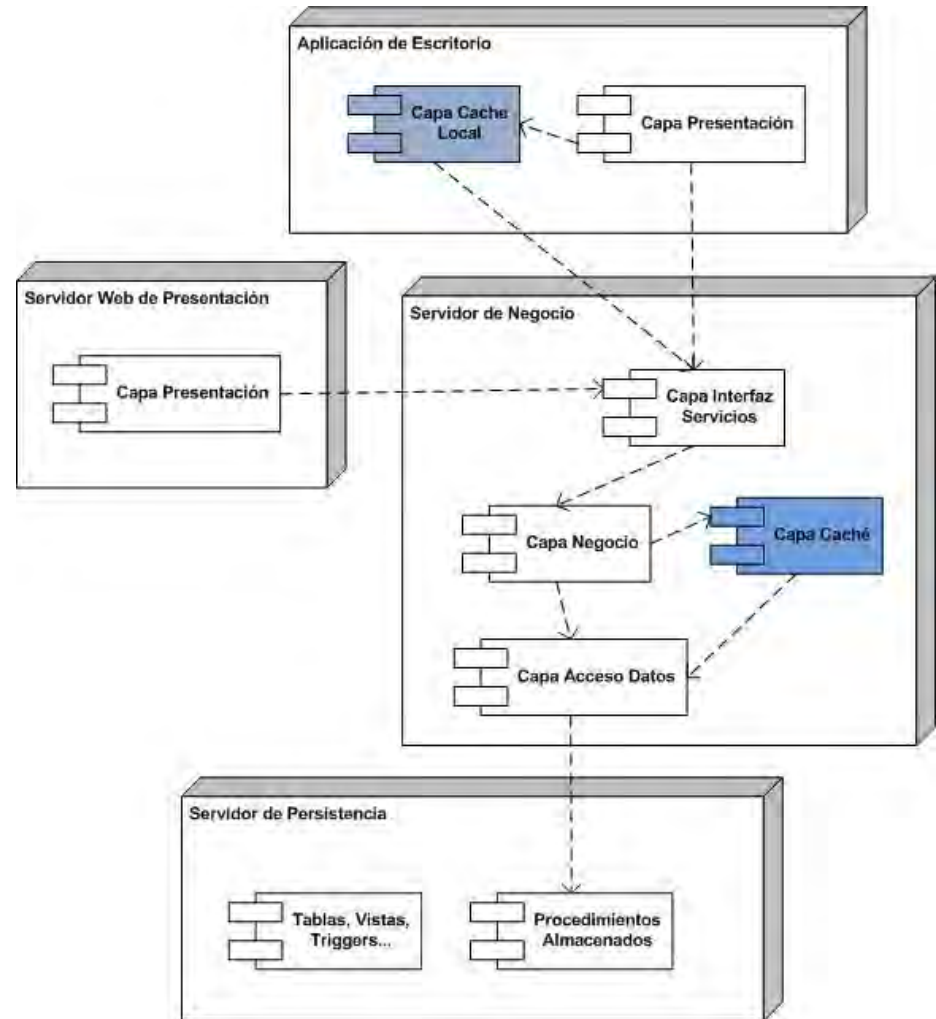 Aplicación de Escritorio
Capa Cache
Local
Capa Presentación
Servidor Web de Presentación
Capa Presentación
Servidor de Negocio
Capa Interfaz
Servicios
Capa Negocio
Capa Caché
Capa Acceso Datos
Servidor de Persistencia
Tablas, Vistas,
Triggers...
Procedimientos
Almacenados